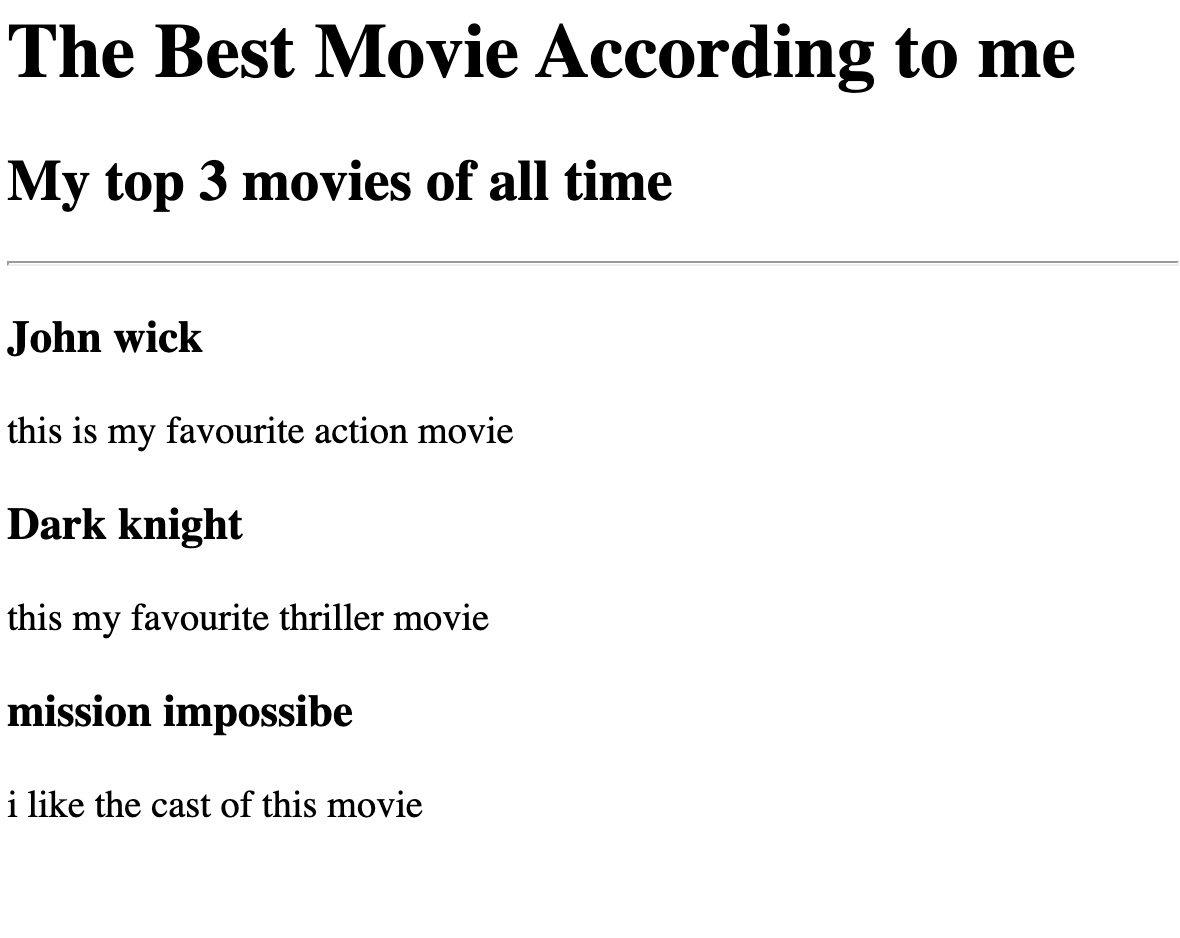 The Best Movie According to me
My top 3 movies of all time
John wick
this is my favourite action movie
Dark knight
this my favourite thriller movie
mission impossibe
i like the cast of this movie